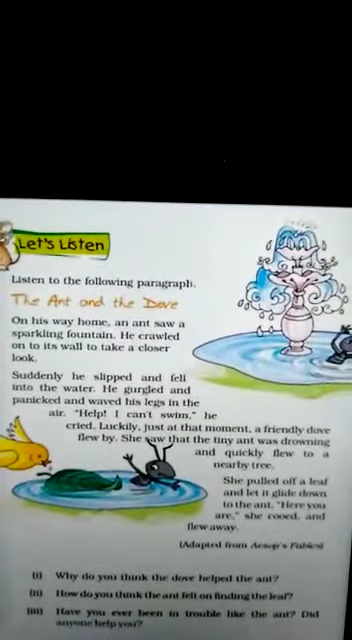 Let's Listen
Listen to the following paragraph.
The Ant and the Dove
On his way home, an ant saw a
sparkling fountain. He crawled
on to its wall to take a closer
look.
Suddenly he slipped and fell
into the water. He gurgled and
panicked and waved his legs in the
air. "Help! I can't swim," he
cried. Luckily, just at that moment, a friendly dove
flew by. She saw that the tiny ant was drowning
and quickly flew to a
nearby tree.
She pulled off a leaf
and let it glide down
to the ant. "Here you
are," she cooed, and
flew away.
(Adapted from Aesop's Fables)
(i) Why do you think the dove helped the ant?
(ii) How do you think the ant felt on finding the leaf?
(iii) Have you ever been in trouble like the ant? Did
anyone help you?